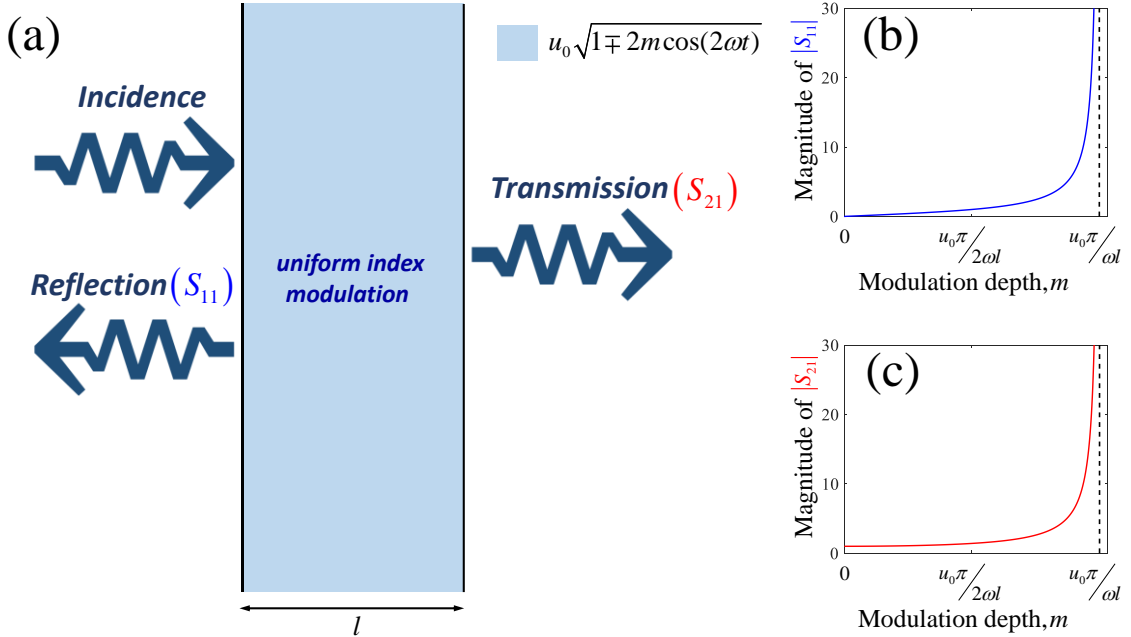 (a)
u₀√1∓2mcos(2ωt)
Incidence
Transmission(S₂₁)
uniform index
modulation
Reflection(S₁₁)
l
(b)
Magnitude of |S₁₁|
30
20
10
0
0
u₀π/2ωl
u₀π/ωl
Modulation depth,m
(c)
Magnitude of |S₂₁|
30
20
10
0
0
u₀π/2ωl
u₀π/ωl
Modulation depth,m